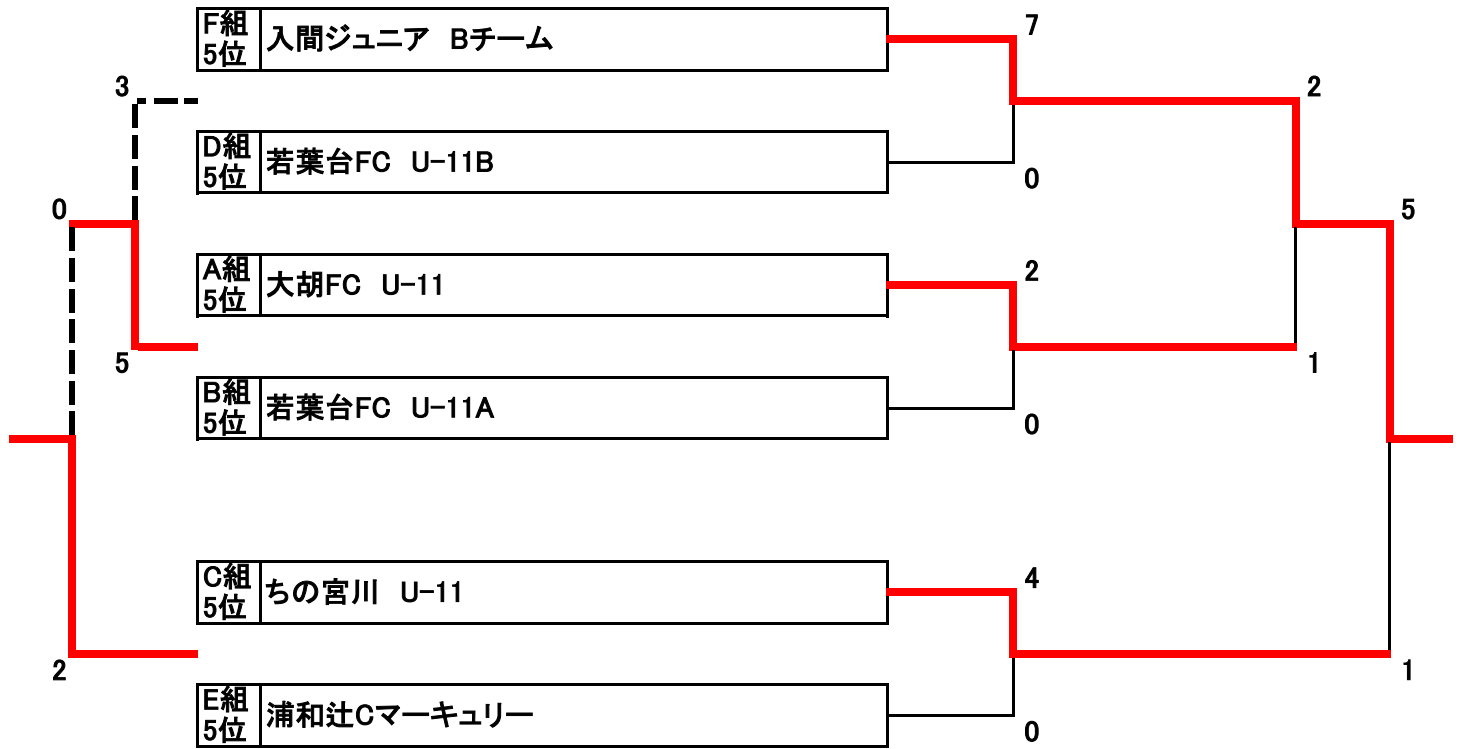 F組
5位
入間ジュニア　Bチーム
7
3
2
D組
5位
若葉台FC　U-11B
0
0
5
A組
5位
大胡FC　U-11
2
5
1
B組
5位
若葉台FC　U-11A
0
C組
5位
ちの宮川　U-11
4
2
1
E組
5位
浦和辻Cマーキュリー
0